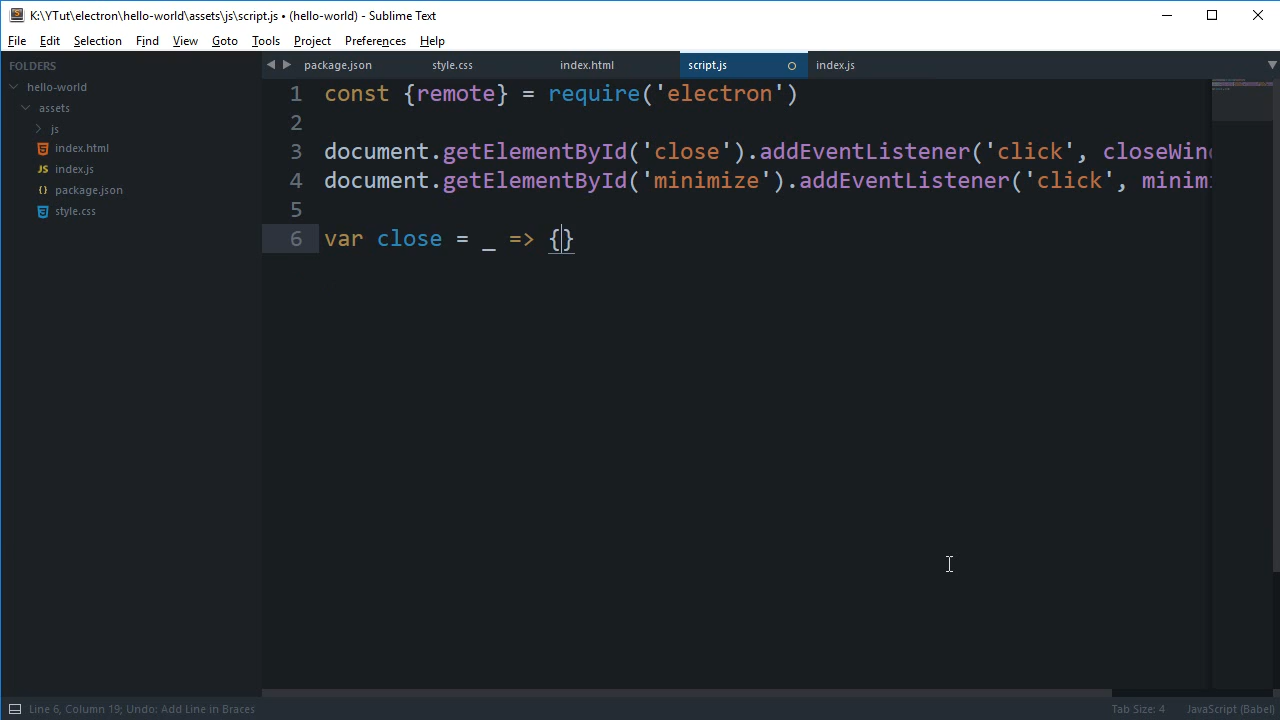 K:\YTut\electron\hello-world\assets\js\script.js • (hello-world) - Sublime Text
File Edit Selection Find View Goto Tools Project Preferences Help
FOLDERS
hello-world
assets
js
index.html
index.js
package.json
style.css
package.json style.css index.html script.js index.js
1 const {remote} = require('electron')
2
3 document.getElementById('close').addEventListener('click', closeWind
4 document.getElementById('minimize').addEventListener('click', minim
5
6 var close = _ => {}
Line 6, Column 19; Undo: Add Line in Braces Tab Size: 4 JavaScript (Babel)